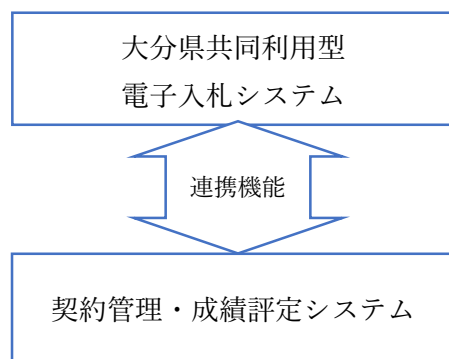 大分県共同利用型
電子入札システム
連携機能
契約管理・成績評定システム